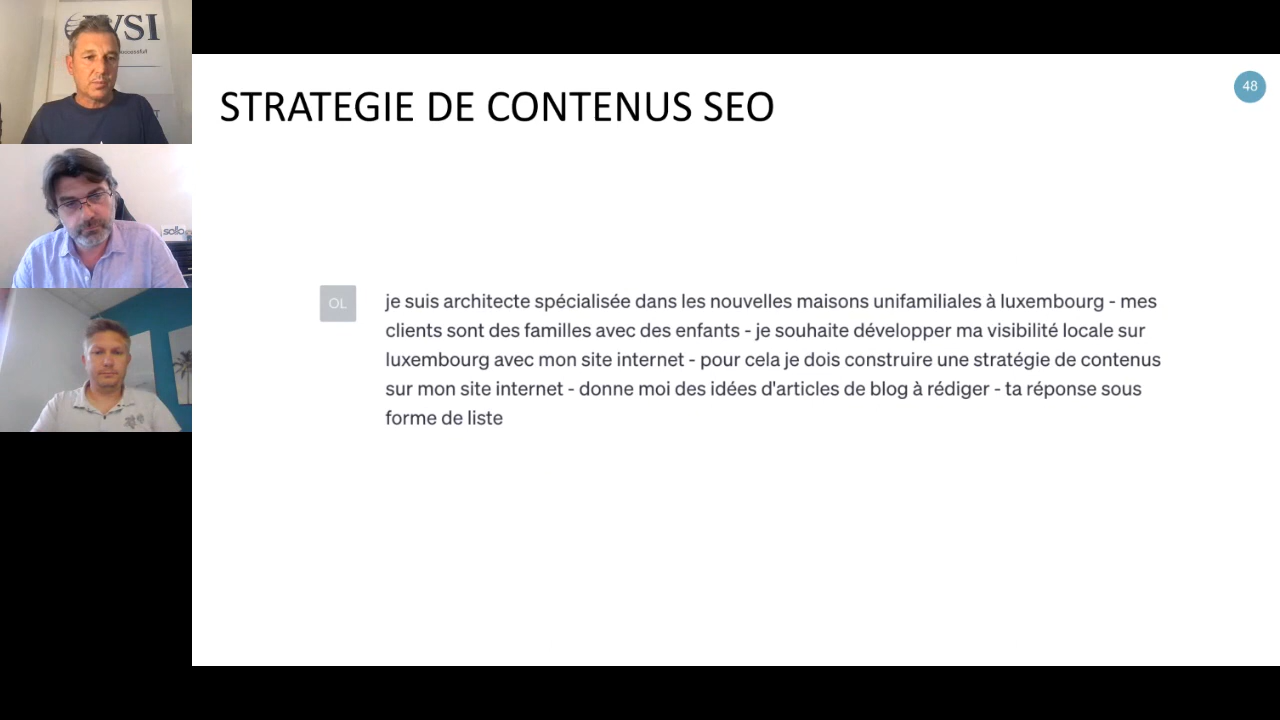 WSI
STRATEGIE DE CONTENUS SEO
48
OL
je suis architecte spécialisée dans les nouvelles maisons unifamiliales à luxembourg - mes
clients sont des familles avec des enfants - je souhaite développer ma visibilité locale sur
luxembourg avec mon site internet - pour cela je dois construire une stratégie de contenus
sur mon site internet - donne moi des idées d'articles de blog à rédiger - ta réponse sous
forme de liste
sollo